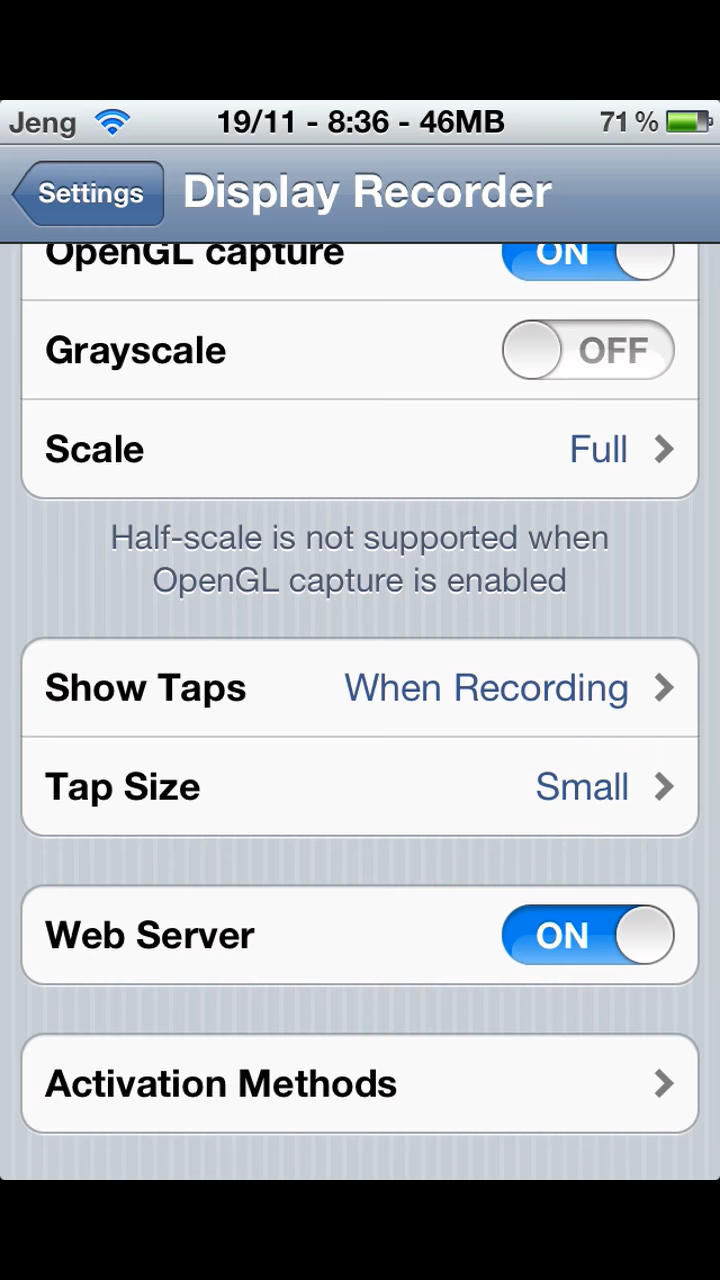 Jeng 19/11 - 8:36 - 46MB 71 %
Settings Display Recorder
OpenGL capture ON
Grayscale OFF
Scale Full
Half-scale is not supported when
OpenGL capture is enabled
Show Taps When Recording
Tap Size Small
Web Server ON
Activation Methods